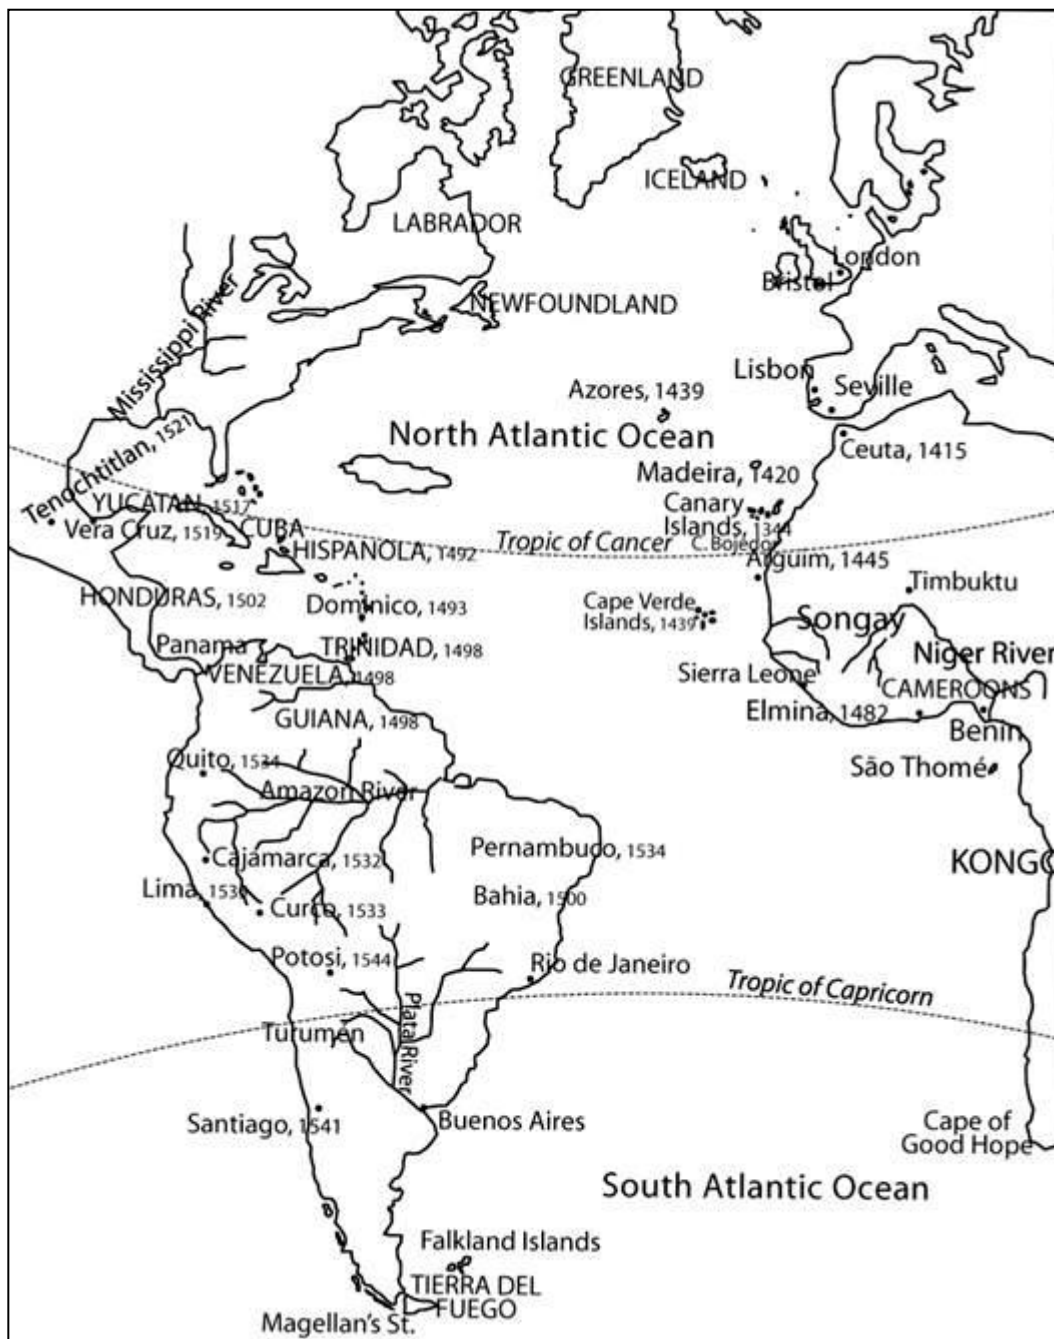 GREENLAND
ICELAND
LABRADOR
London
Bristol
NEWFOUNDLAND
Mississippi River
Lisbon
Seville
Azores, 1439
North Atlantic Ocean
Ceuta, 1415
Madeira, 1420
Tenochtitlan, 1521
YUCATAN, 1517
Canary
Islands, 1344
Vera Cruz, 1519
CUBA
HISPANOLA, 1492
Tropic of Cancer
C. Bojedor
Arguim, 1445
Timbuktu
HONDURAS, 1502
Dominico, 1493
Cape Verde
Islands, 1439
Songay
Panama
TRINIDAD, 1498
Niger River
VENEZUELA, 1498
Sierra Leone
CAMEROONS
GUIANA, 1498
Elmina, 1482
Benin
Quito, 1534
São Thomé
Amazon River
Cajamarca, 1532
Pernambuco, 1534
KONGO
Lima,
Bahia, 1500
Curco, 1533
Potosi, 1544
Rio de Janeiro
Tropic of Capricorn
Plata River
Turumen
Santiago, 1541
Buenos Aires
Cape of
Good Hope
South Atlantic Ocean
Falkland Islands
TIERRA DEL
FUEGO
Magellan's St.